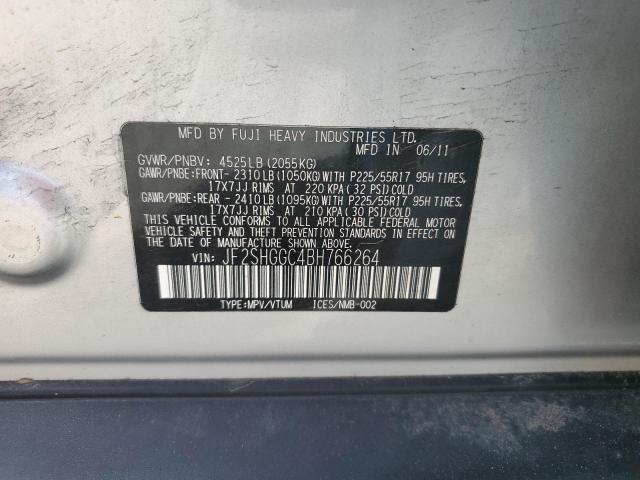 MFD BY FUJI HEAVY INDUSTRIES LTD.
MFD IN 06/11
GVWR/PNBV: 4525LB(2055KG)
GAWR/PNBE:FRONT- 2310LB(1050KG)WITH P225/55R17 95H TIRES,
17X7JJ RIMS AT 220 KPA(32 PSI)COLD
GAWR/PNBE:REAR - 2410LB(1095KG)WITH P225/55R17 95H TIRES,
17X7JJ RIMS AT 210 KPA(30 PSI)COLD
THIS VEHICLE CONFORMS TO ALL APPLICABLE FEDERAL MOTOR
VEHICLE SAFETY AND THEFT PREVENTION STANDARDS IN
EFFECT ON THE DATE OF MANUFACTURE SHOWN ABOVE.
VIN: JF2SHGGC4BH766264
TYPE:MPV/VTUM ICES/NMB-002